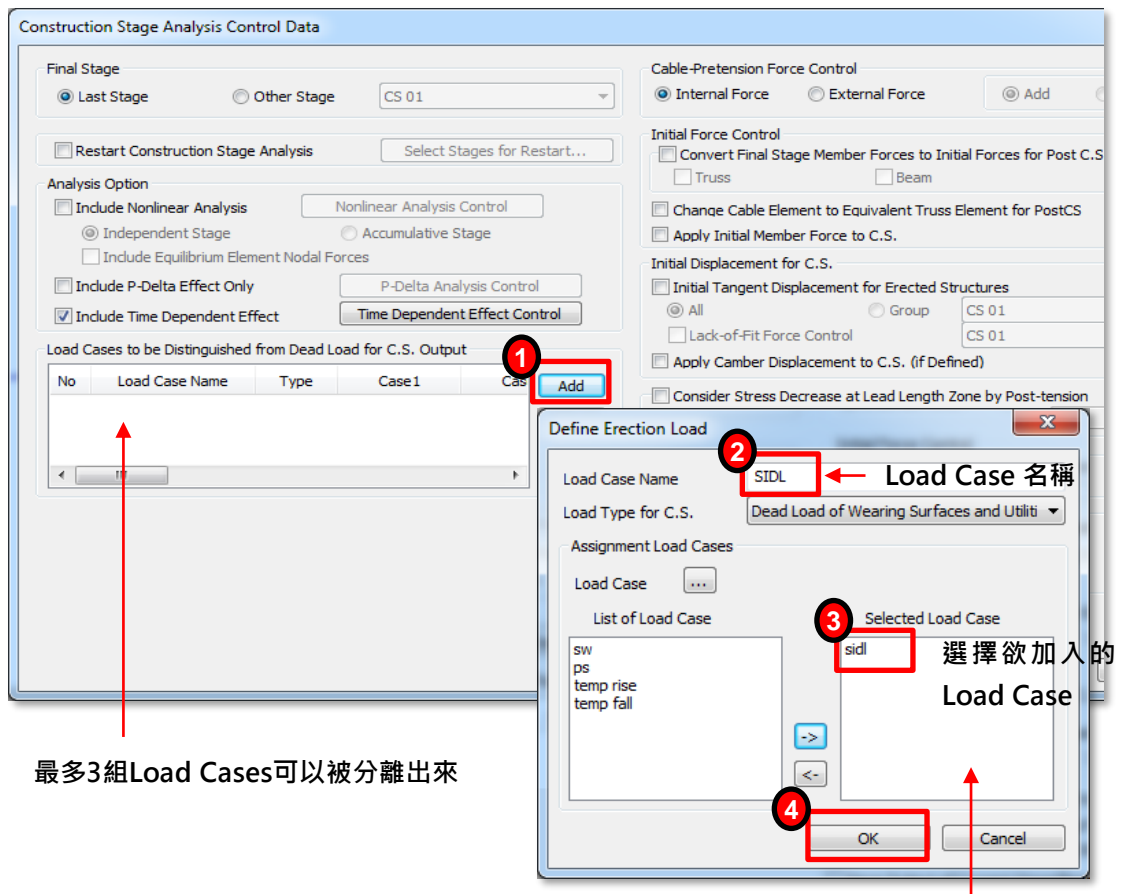 Construction Stage Analysis Control Data
Final Stage
Last Stage
Other Stage
CS 01
Restart Construction Stage Analysis
Select Stages for Restart...
Analysis Option
Include Nonlinear Analysis
Nonlinear Analysis Control
Independent Stage
Accumulative Stage
Include Equilibrium Element Nodal Forces
Include P-Delta Effect Only
P-Delta Analysis Control
Include Time Dependent Effect
Time Dependent Effect Control
Load Cases to be Distinguished from Dead Load for C.S. Output
1
No Load Case Name Type Case1 Cas
Add
Cable-Pretension Force Control
Internal Force
External Force
Add
Initial Force Control
Convert Final Stage Member Forces to Initial Forces for Post C.S
Truss
Beam
Change Cable Element to Equivalent Truss Element for PostCS
Apply Initial Member Force to C.S.
Initial Displacement for C.S.
Initial Tangent Displacement for Erected Structures
All
Group
CS 01
Lack-of-Fit Force Control
CS 01
Apply Camber Displacement to C.S. (if Defined)
Consider Stress Decrease at Lead Length Zone by Post-tension
Define Erection Load
2
Load Case Name
SIDL
Load Case 名稱
Load Type for C.S.
Dead Load of Wearing Surfaces and Utiliti
Assignment Load Cases
Load Case
...
List of Load Case
3
Selected Load Case
sw
ps
temp rise
temp fall
sidl
選擇欲加入的
Load Case
->
<-
4
OK
Cancel
最多3組Load Cases可以被分離出來